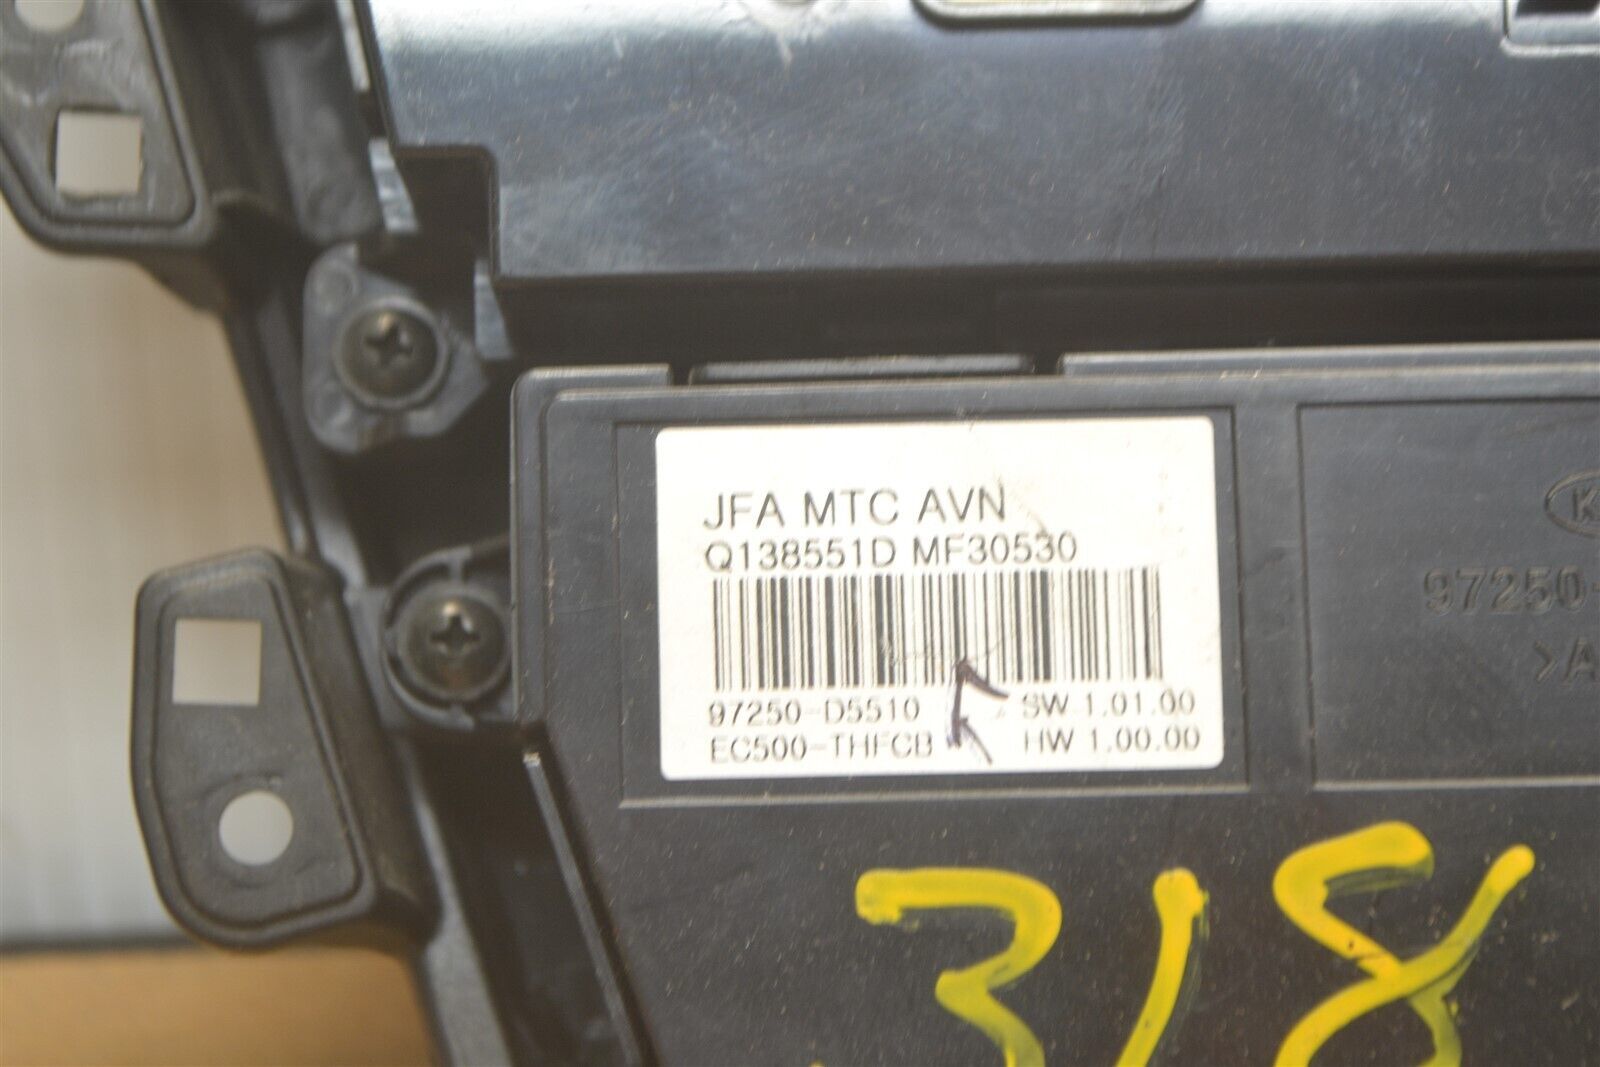 JFA MTC AVN
Q138551D MF30530
97250-D5510 SW 1.01.00
EC500-THFCB HW 1.00.00
K
97250-
>A
318